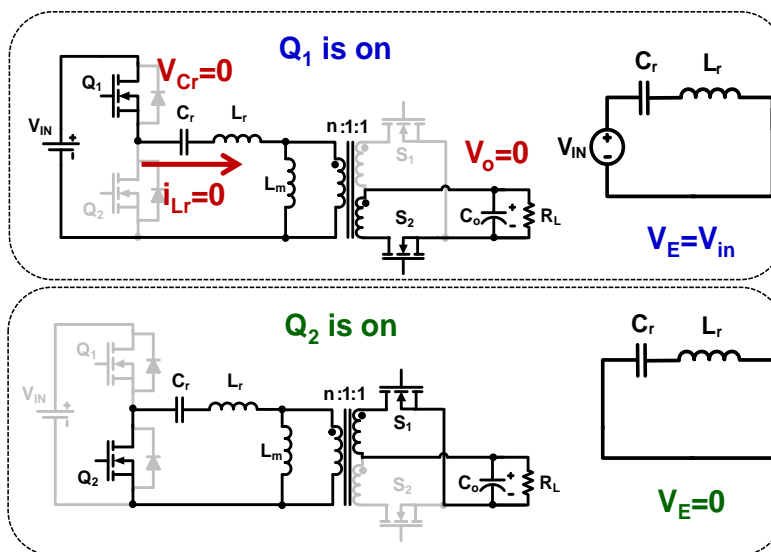 Q1 is on
VCr=0
Q1
Cr
Lr
n:1:1
VIN
Lm
iLr=0
Q2
S1
Vo=0
S2
Co
RL
Cr
Lr
VIN
VE=Vin
Q2 is on
Q1
VIN
Cr
Lr
n:1:1
Lm
Q2
S1
S2
Co
RL
Cr
Lr
VE=0